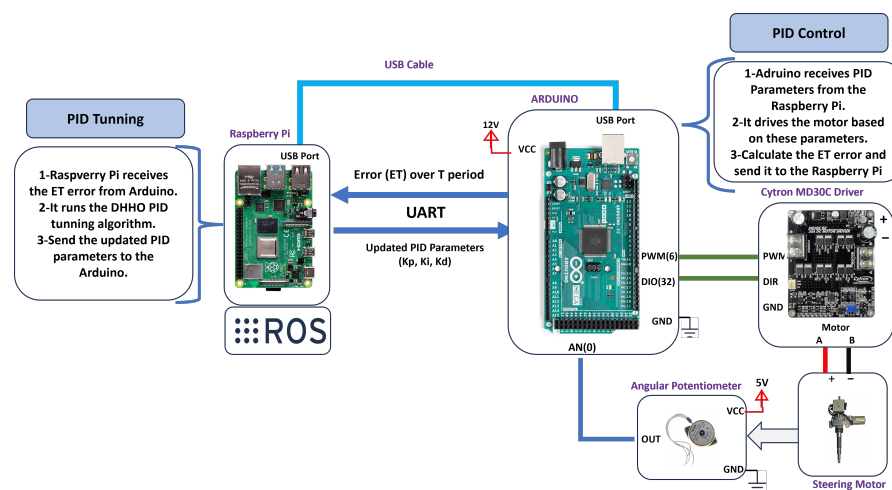 PID Control
1-Adruino receives PID
Parameters from the
Raspberry Pi.
2-It drives the motor based
on these parameters.
3-Calculate the ET error and
send it to the Raspberry Pi
USB Cable
ARDUINO
PID Tunning
1-Raspverry Pi receives
the ET error from Arduino.
2-It runs the DHHO PID
tunning algorithm.
3-Send the updated PID
parameters to the
Arduino.
Raspberry Pi
USB Port
ROS
Error (ET) over T period
UART
Updated PID Parameters
(Kp, Ki, Kd)
12V
VCC
USB Port
ARDUINO
MEGA
PWM(6)
DIO(32)
GND
AN(0)
Cytron MD30C Driver
+
−
PWM
DIR
GND
Cytron
Motor
A B
+ −
Steering Motor
Angular Potentiometer
5V
VCC
OUT
GND